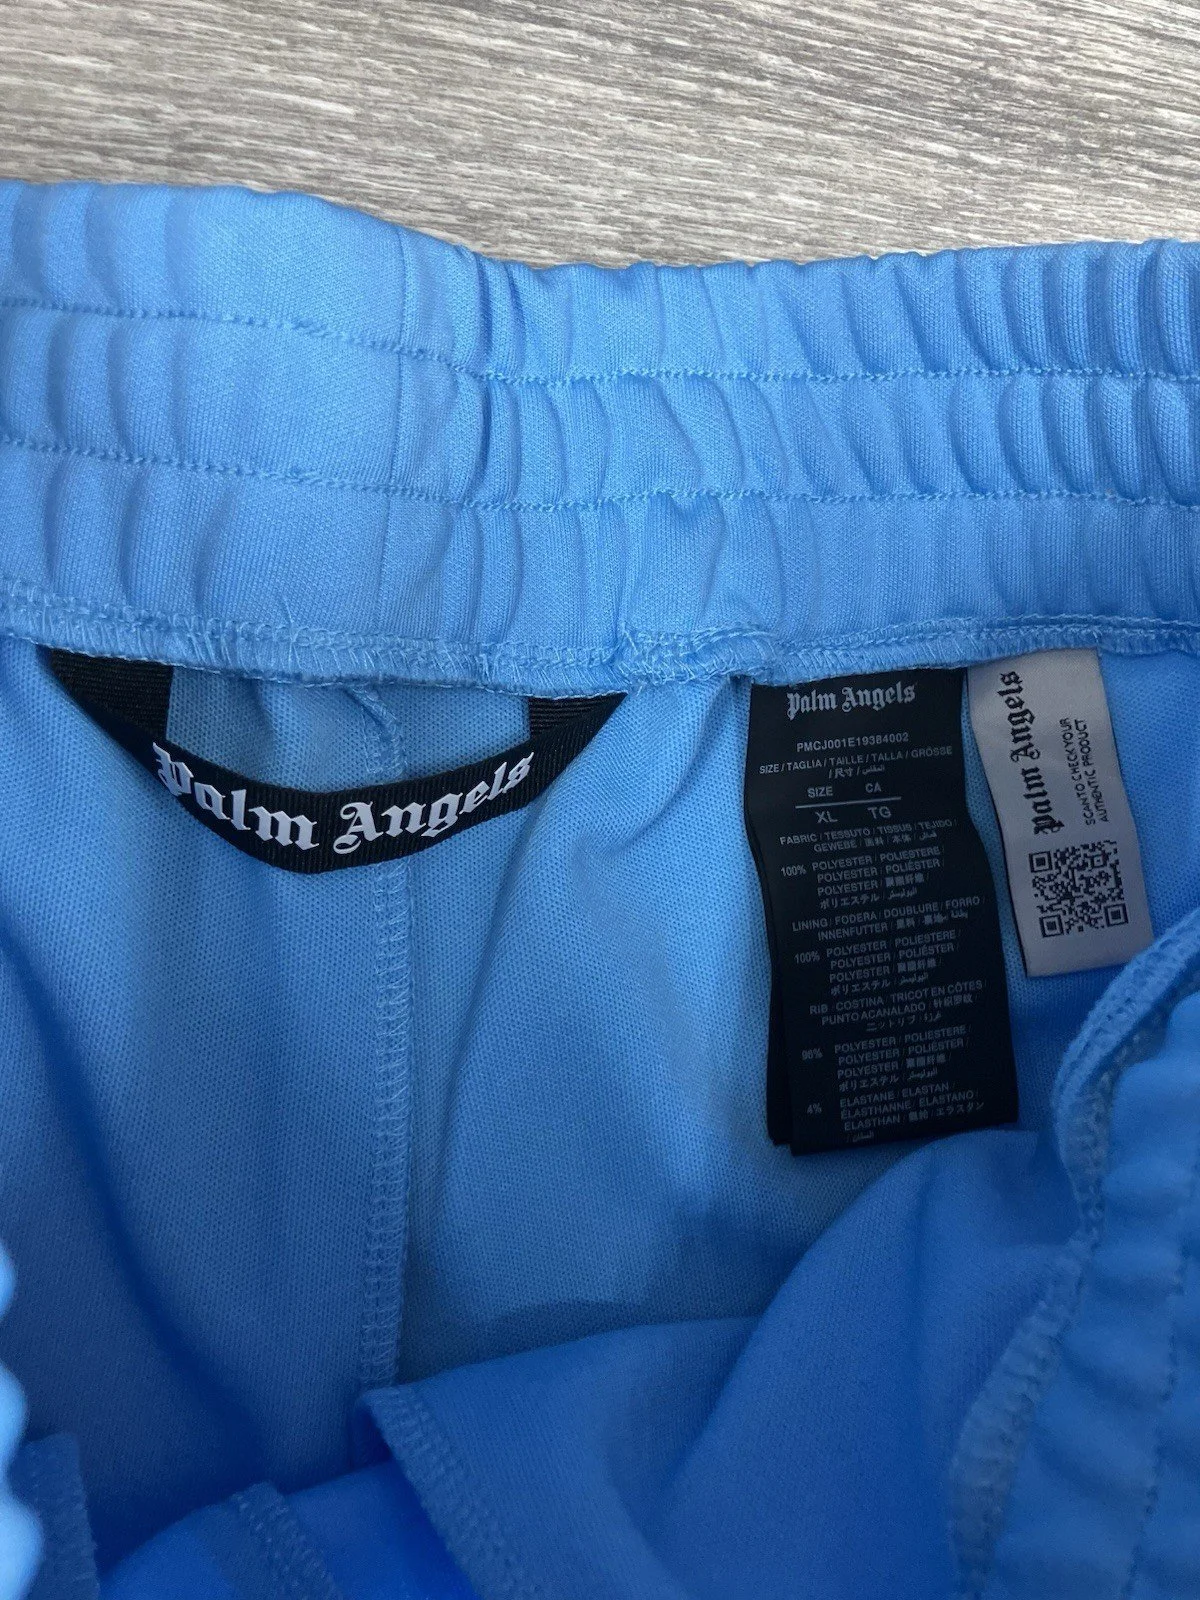 Palm Angels
Palm Angels
PMCJ001E19384002
SIZE / TAGLIA / TAILLE / TALLA / GRÖSSE
/ 尺寸 / المقاس
SIZE CA
XL TG
FABRIC / TESSUTO / TISSUS / TEJIDO /
GEWEBE / 面料 / 本体 / قماش
100% POLYESTER / POLIESTERE /
POLYESTER / POLIÉSTER /
POLYESTER / 聚酯纤维 /
ポリエステル / البوليستر
LINING / FODERA / DOUBLURE / FORRO /
INNENFUTTER / 里料 / 裏地 / بطانة
100% POLYESTER / POLIESTERE /
POLYESTER / POLIÉSTER /
POLYESTER / 聚酯纤维 /
ポリエステル / البوليستر
RIB / COSTINA / TRICOT EN CÔTES /
PUNTO ACANALADO / 针织罗纹 /
ニットリブ /
96% POLYESTER / POLIESTERE /
POLYESTER / POLIÉSTER /
POLYESTER / 聚酯纤维 /
ポリエステル / البوليستر
4% ELASTANE / ELASTAN /
ÉLASTHANNE / ELASTANO /
ELASTHAN / 氨纶 / エラスタン
Palm Angels
SCAN TO CHECK YOUR
AUTHENTIC PRODUCT